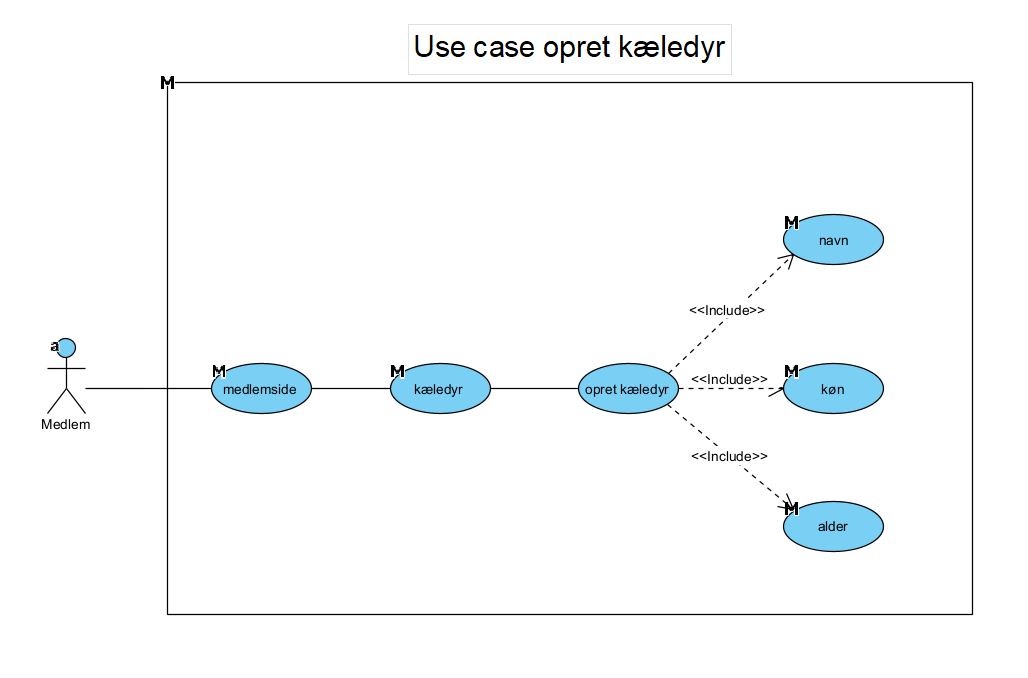 Use case opret kæledyr
M
M
navn
<<Include>>
a
Medlem
M
medlemside
M
kæledyr
opret kæledyr
<<Include>>
M
køn
<<Include>>
M
alder